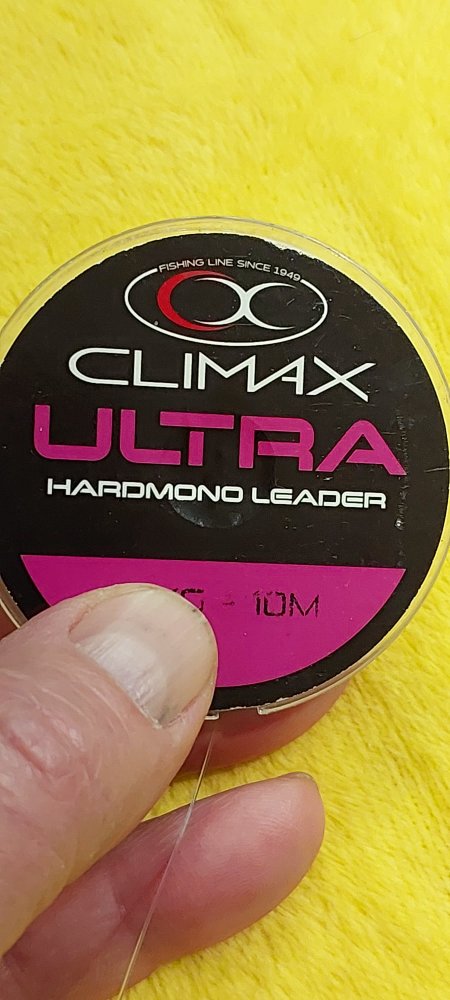 FISHING LINE SINCE 1949
CLIMAX
ULTRA
HARDMONO LEADER
- 10M